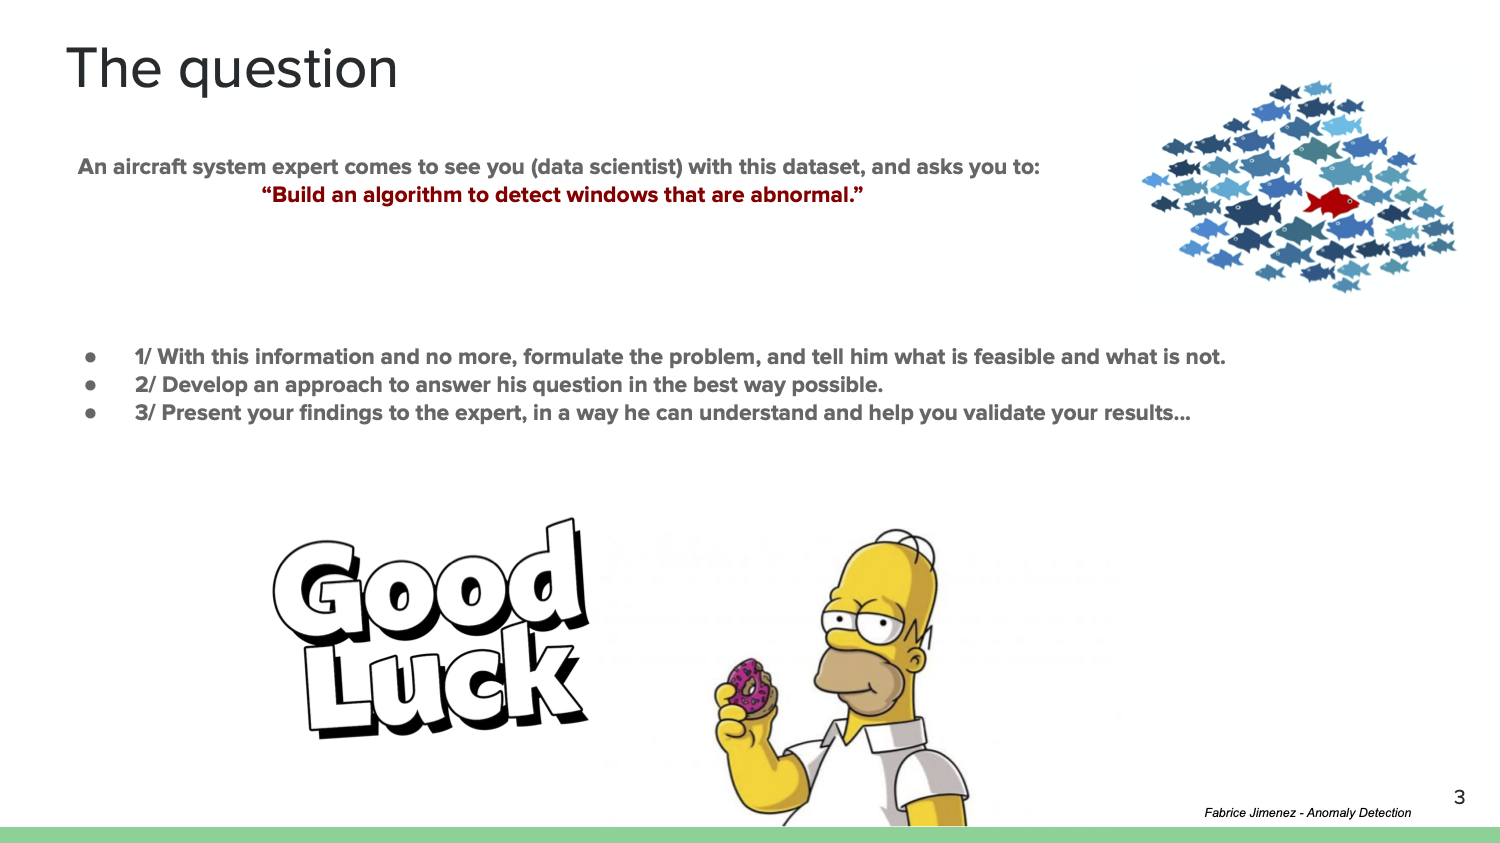 The question
An aircraft system expert comes to see you (data scientist) with this dataset, and asks you to:
“Build an algorithm to detect windows that are abnormal.”
● 1/ With this information and no more, formulate the problem, and tell him what is feasible and what is not.
● 2/ Develop an approach to answer his question in the best way possible.
● 3/ Present your findings to the expert, in a way he can understand and help you validate your results...
Good
Luck
3
Fabrice Jimenez - Anomaly Detection